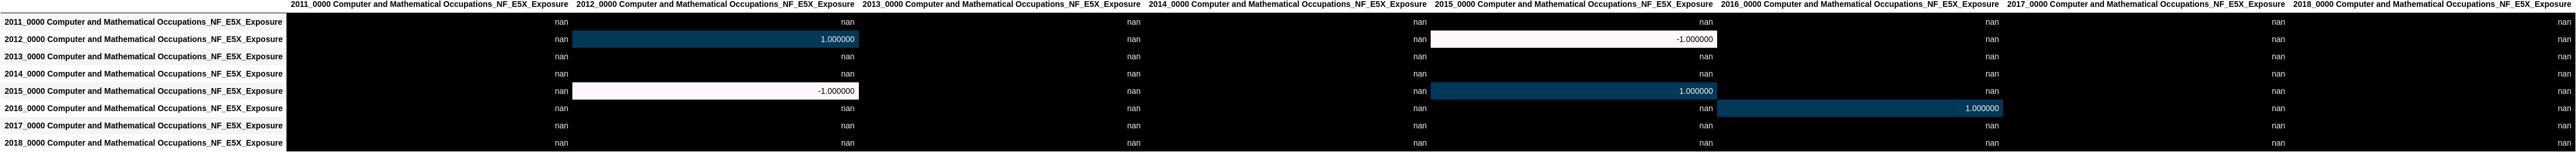 2011_0000 Computer and Mathematical Occupations_NF_E5X_Exposure 2012_0000 Computer and Mathematical Occupations_NF_E5X_Exposure 2013_0000 Computer and Mathematical Occupations_NF_E5X_Exposure 2014_0000 Computer and Mathematical Occupations_NF_E5X_Exposure 2015_0000 Computer and Mathematical Occupations_NF_E5X_Exposure 2016_0000 Computer and Mathematical Occupations_NF_E5X_Exposure 2017_0000 Computer and Mathematical Occupations_NF_E5X_Exposure 2018_0000 Computer and Mathematical Occupations_NF_E5X_Exposure
2011_0000 Computer and Mathematical Occupations_NF_E5X_Exposure nan nan nan nan nan nan nan nan
2012_0000 Computer and Mathematical Occupations_NF_E5X_Exposure nan 1.000000 nan nan -1.000000 nan nan nan
2013_0000 Computer and Mathematical Occupations_NF_E5X_Exposure nan nan nan nan nan nan nan nan
2014_0000 Computer and Mathematical Occupations_NF_E5X_Exposure nan nan nan nan nan nan nan nan
2015_0000 Computer and Mathematical Occupations_NF_E5X_Exposure nan -1.000000 nan nan 1.000000 nan nan nan
2016_0000 Computer and Mathematical Occupations_NF_E5X_Exposure nan nan nan nan nan 1.000000 nan nan
2017_0000 Computer and Mathematical Occupations_NF_E5X_Exposure nan nan nan nan nan nan nan nan
2018_0000 Computer and Mathematical Occupations_NF_E5X_Exposure nan nan nan nan nan nan nan nan